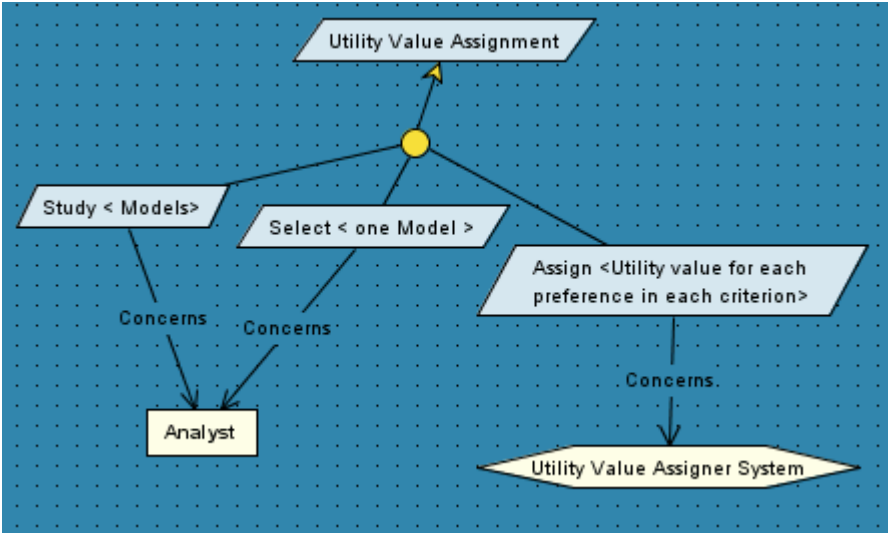 Utility Value Assignment
Study < Models>
Select < one Model >
Assign <Utility value for each
preference in each criterion>
Concerns
Concerns
Concerns
Analyst
Utility Value Assigner System